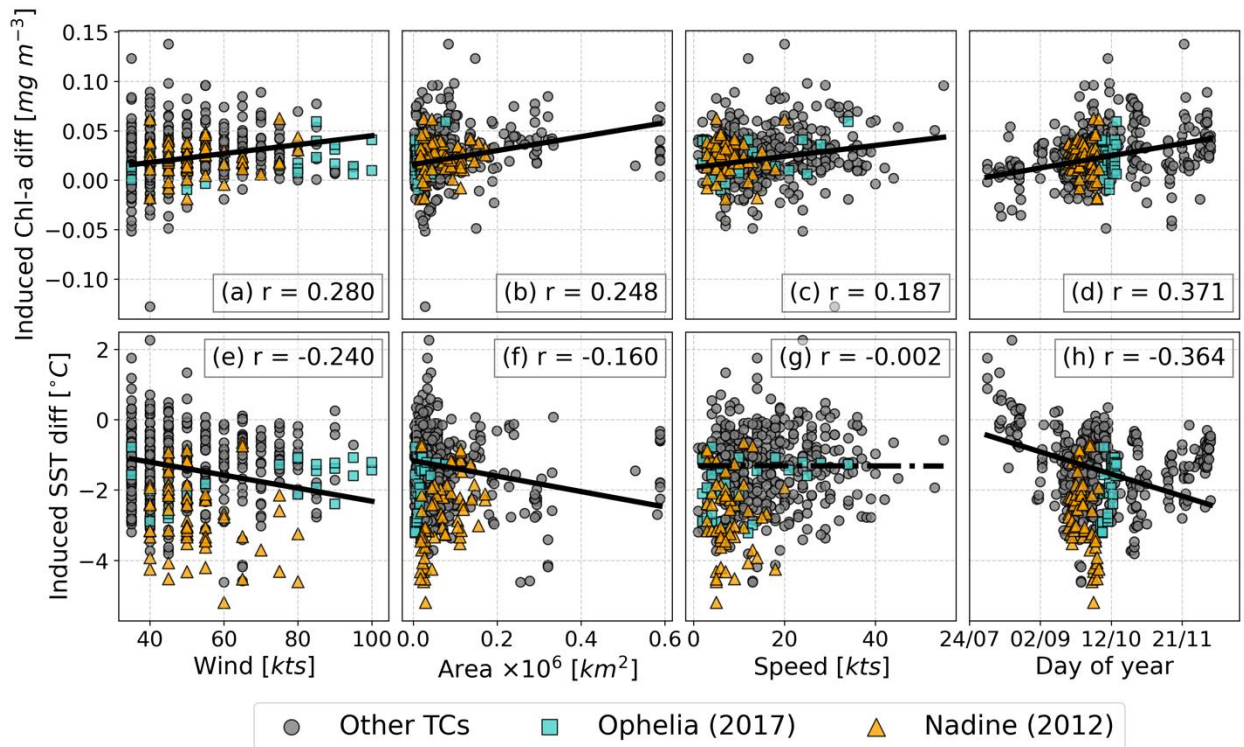 Induced Chl-a diff [mg m⁻³]
0.15
0.10
0.05
0.00
−0.05
−0.10
(a) r = 0.280
(b) r = 0.248
(c) r = 0.187
(d) r = 0.371
Induced SST diff [°C]
2
0
−2
−4
(e) r = -0.240
(f) r = -0.160
(g) r = -0.002
(h) r = -0.364
40 60 80 100
0.0 0.2 0.4 0.6
0 20 40
24/07 02/09 12/10 21/11
Wind [kts]
Area ×10⁶ [km²]
Speed [kts]
Day of year
Other TCs
Ophelia (2017)
Nadine (2012)